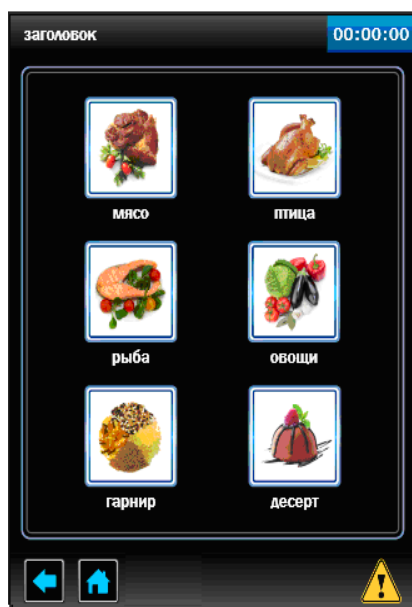 заголовок 00:00:00
мясо птица
рыба овощи
гарнир десерт